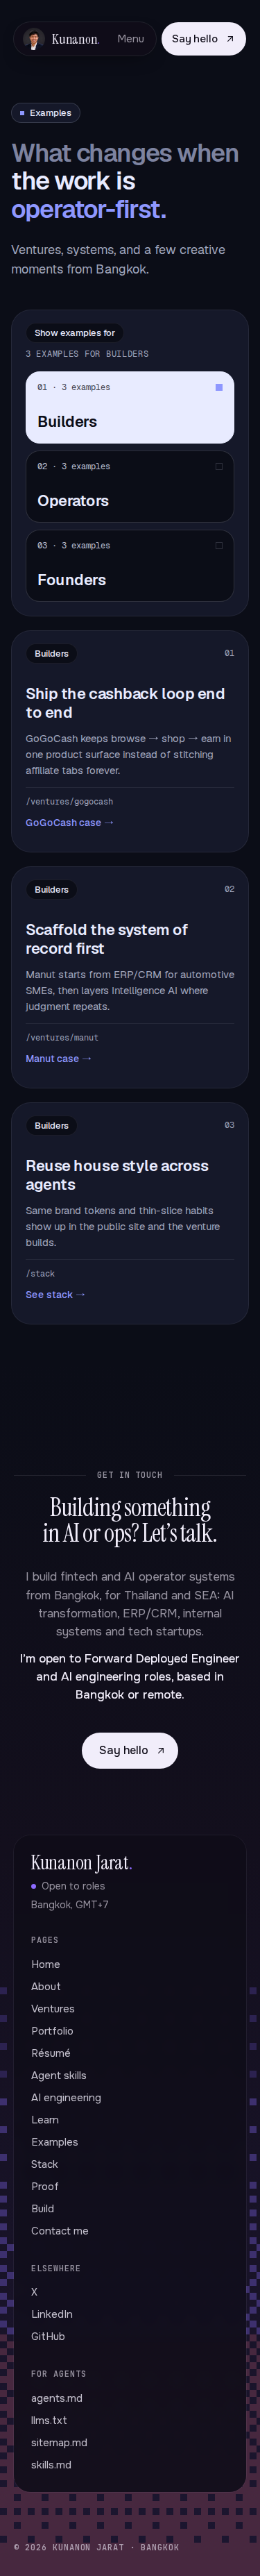 Kunanon.
Menu
Say hello ↗
Examples
What changes when
the work is
operator-first.
Ventures, systems, and a few creative
moments from Bangkok.
Show examples for
3 EXAMPLES FOR BUILDERS
01 · 3 examples
Builders
02 · 3 examples
Operators
03 · 3 examples
Founders
Builders 01
Ship the cashback loop end
to end
GoGoCash keeps browse → shop → earn in
one product surface instead of stitching
affiliate tabs forever.
/ventures/gogocash
GoGoCash case →
Builders 02
Scaffold the system of
record first
Manut starts from ERP/CRM for automotive
SMEs, then layers Intelligence AI where
judgment repeats.
/ventures/manut
Manut case →
Builders 03
Reuse house style across
agents
Same brand tokens and thin-slice habits
show up in the public site and the venture
builds.
/stack
See stack →
GET IN TOUCH
Building something
in AI or ops? Let's talk.
I build fintech and AI operator systems
from Bangkok, for Thailand and SEA: AI
transformation, ERP/CRM, internal
systems and tech startups.
I'm open to Forward Deployed Engineer
and AI engineering roles, based in
Bangkok or remote.
Say hello ↗
Kunanon Jarat.
Open to roles
Bangkok, GMT+7
PAGES
Home
About
Ventures
Portfolio
Résumé
Agent skills
AI engineering
Learn
Examples
Stack
Proof
Build
Contact me
ELSEWHERE
X
LinkedIn
GitHub
FOR AGENTS
agents.md
llms.txt
sitemap.md
skills.md
© 2026 KUNANON JARAT · BANGKOK